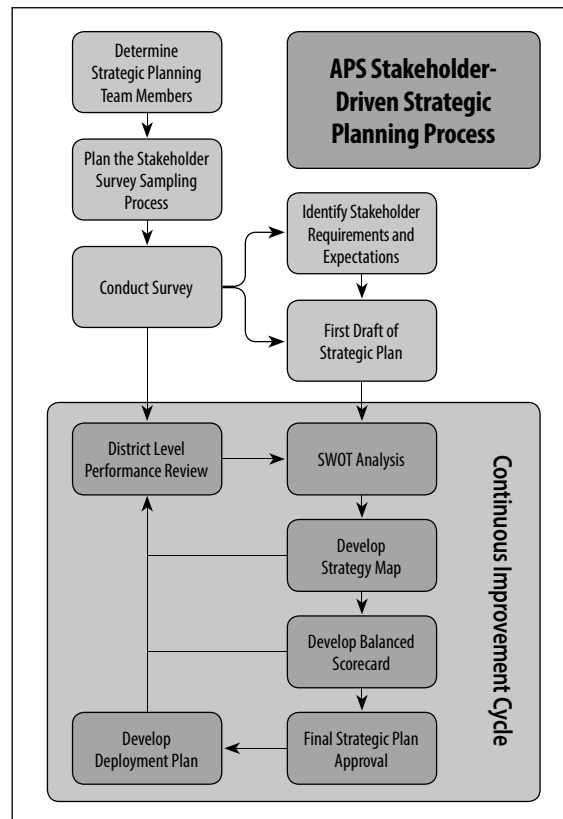 Determine
Strategic Planning
Team Members
APS Stakeholder-
Driven Strategic
Planning Process
Plan the Stakeholder
Survey Sampling
Process
Identify Stakeholder
Requirements and
Expectations
Conduct Survey
First Draft of
Strategic Plan
District Level
Performance Review
SWOT Analysis
Develop
Strategy Map
Develop Balanced
Scorecard
Final Strategic Plan
Approval
Develop
Deployment Plan
Continuous Improvement Cycle